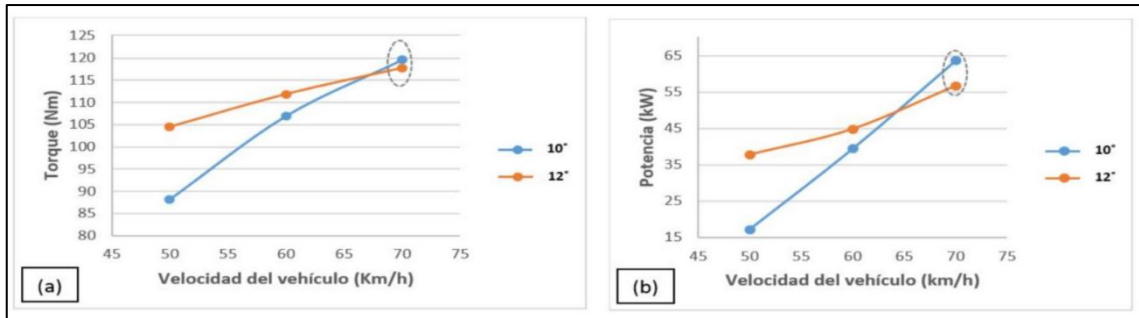 Torque (Nm)
125
120
115
110
105
100
95
90
85
80
45 50 55 60 65 70 75
Velocidad del vehículo (Km/h)
10°
12°
(a)
Potencia (kW)
65
55
45
35
25
15
45 50 55 60 65 70 75
Velocidad del vehículo (km/h)
10°
12°
(b)